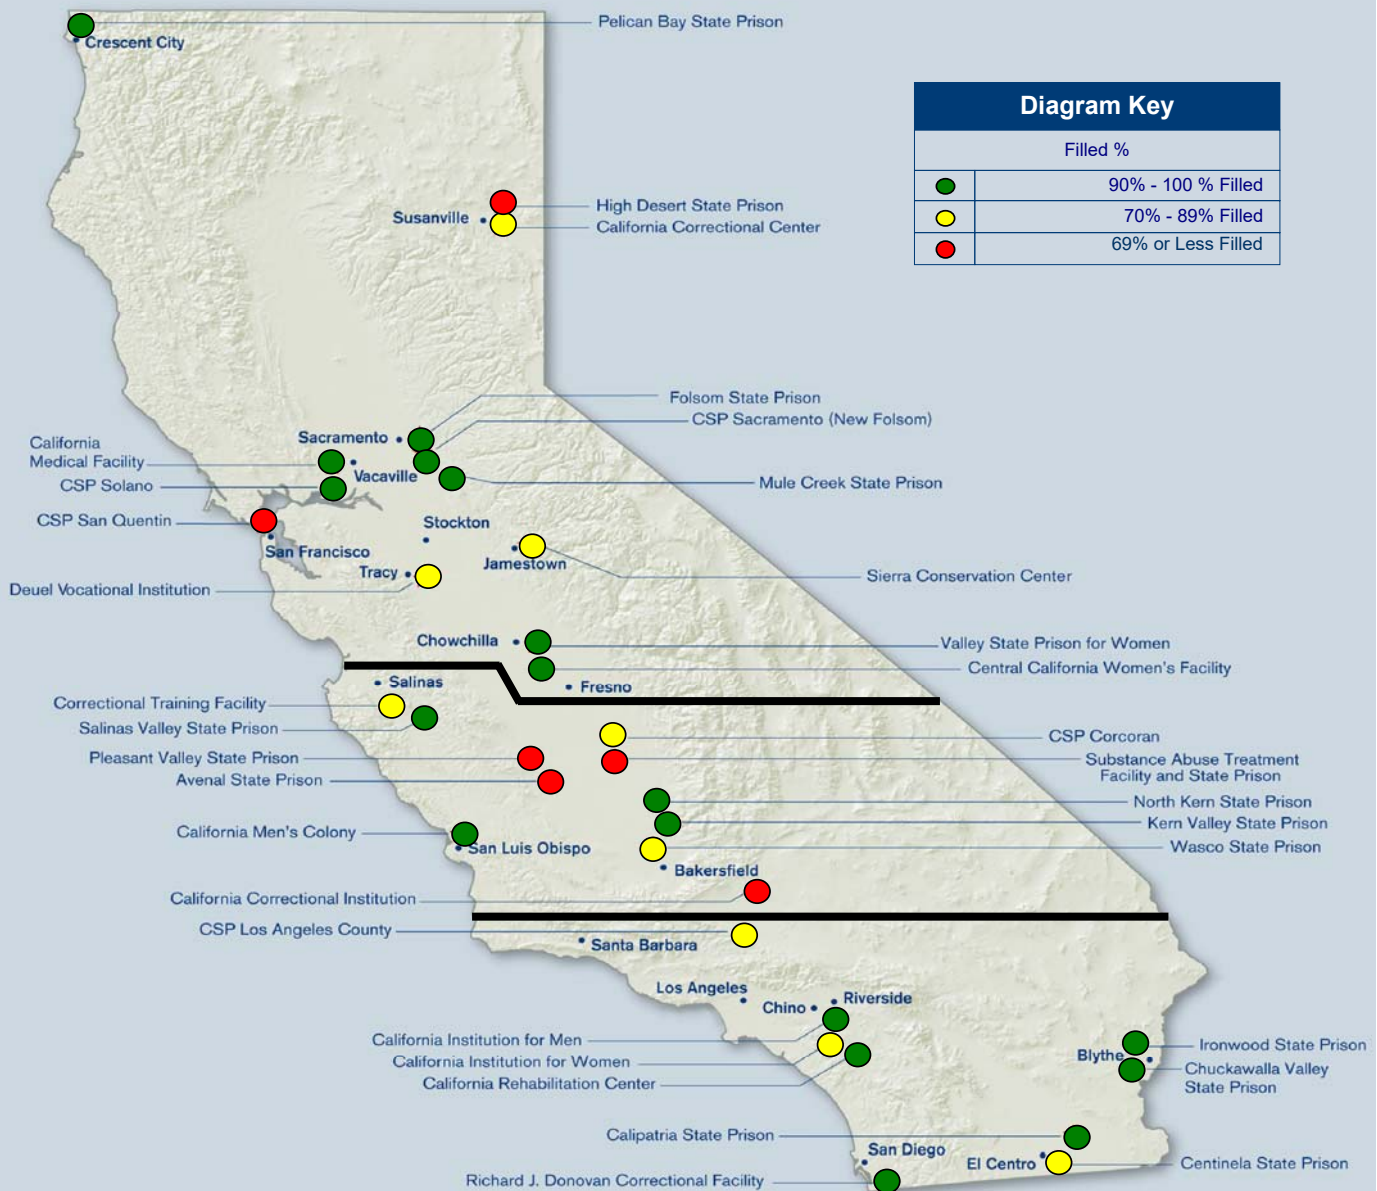 Pelican Bay State Prison
Crescent City
Diagram Key
Filled %
90% - 100 % Filled
70% - 89% Filled
69% or Less Filled
High Desert State Prison
Susanville
California Correctional Center
Folsom State Prison
CSP Sacramento (New Folsom)
Sacramento
California
Medical Facility
Vacaville
CSP Solano
Mule Creek State Prison
CSP San Quentin
Stockton
San Francisco
Jamestown
Tracy
Sierra Conservation Center
Deuel Vocational Institution
Chowchilla
Valley State Prison for Women
Central California Women's Facility
Salinas
Fresno
Correctional Training Facility
Salinas Valley State Prison
CSP Corcoran
Pleasant Valley State Prison
Substance Abuse Treatment
Facility and State Prison
Avenal State Prison
North Kern State Prison
Kern Valley State Prison
California Men's Colony
San Luis Obispo
Wasco State Prison
Bakersfield
California Correctional Institution
CSP Los Angeles County
Santa Barbara
Los Angeles
Riverside
Chino
California Institution for Men
Ironwood State Prison
Blythe
California Institution for Women
Chuckawalla Valley
State Prison
California Rehabilitation Center
Calipatria State Prison
San Diego
El Centro
Centinela State Prison
Richard J. Donovan Correctional Facility